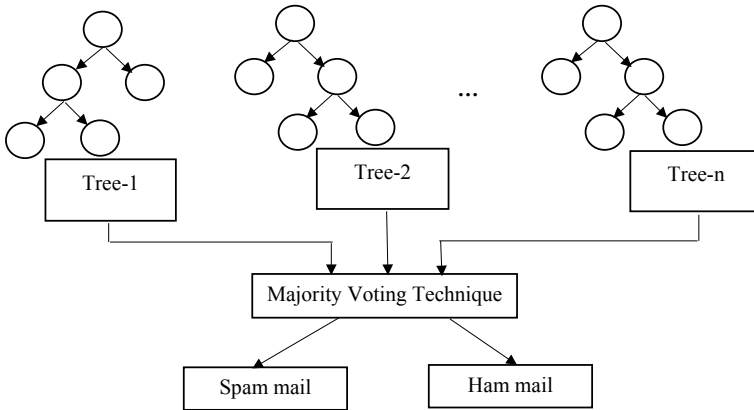 ...
Tree-1
Tree-2
Tree-n
Majority Voting Technique
Spam mail
Ham mail